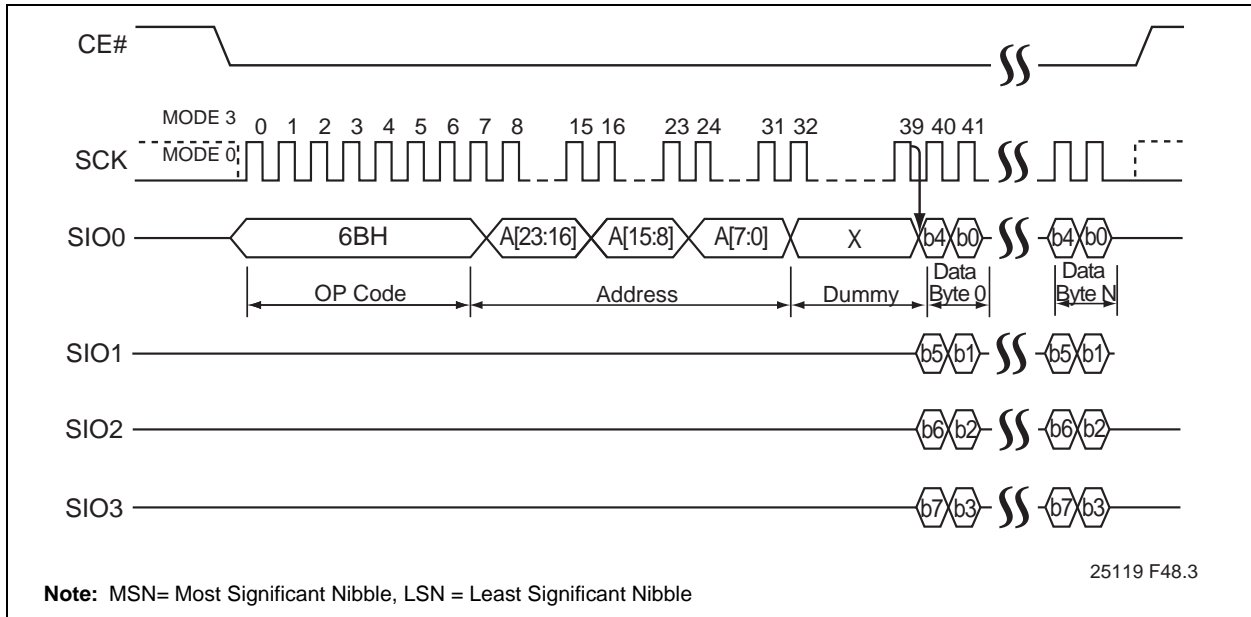 CE#
MODE 3
0 1 2 3 4 5 6 7 8 15 16 23 24 31 32 39 40 41
SCK
MODE 0
SIO0
6BH A[23:16] A[15:8] A[7:0] X b4 b0 b4 b0
OP Code Address Dummy Data Byte 0 Data Byte N
SIO1 b5 b1 b5 b1
SIO2 b6 b2 b6 b2
SIO3 b7 b3 b7 b3
25119 F48.3
Note: MSN= Most Significant Nibble, LSN = Least Significant Nibble